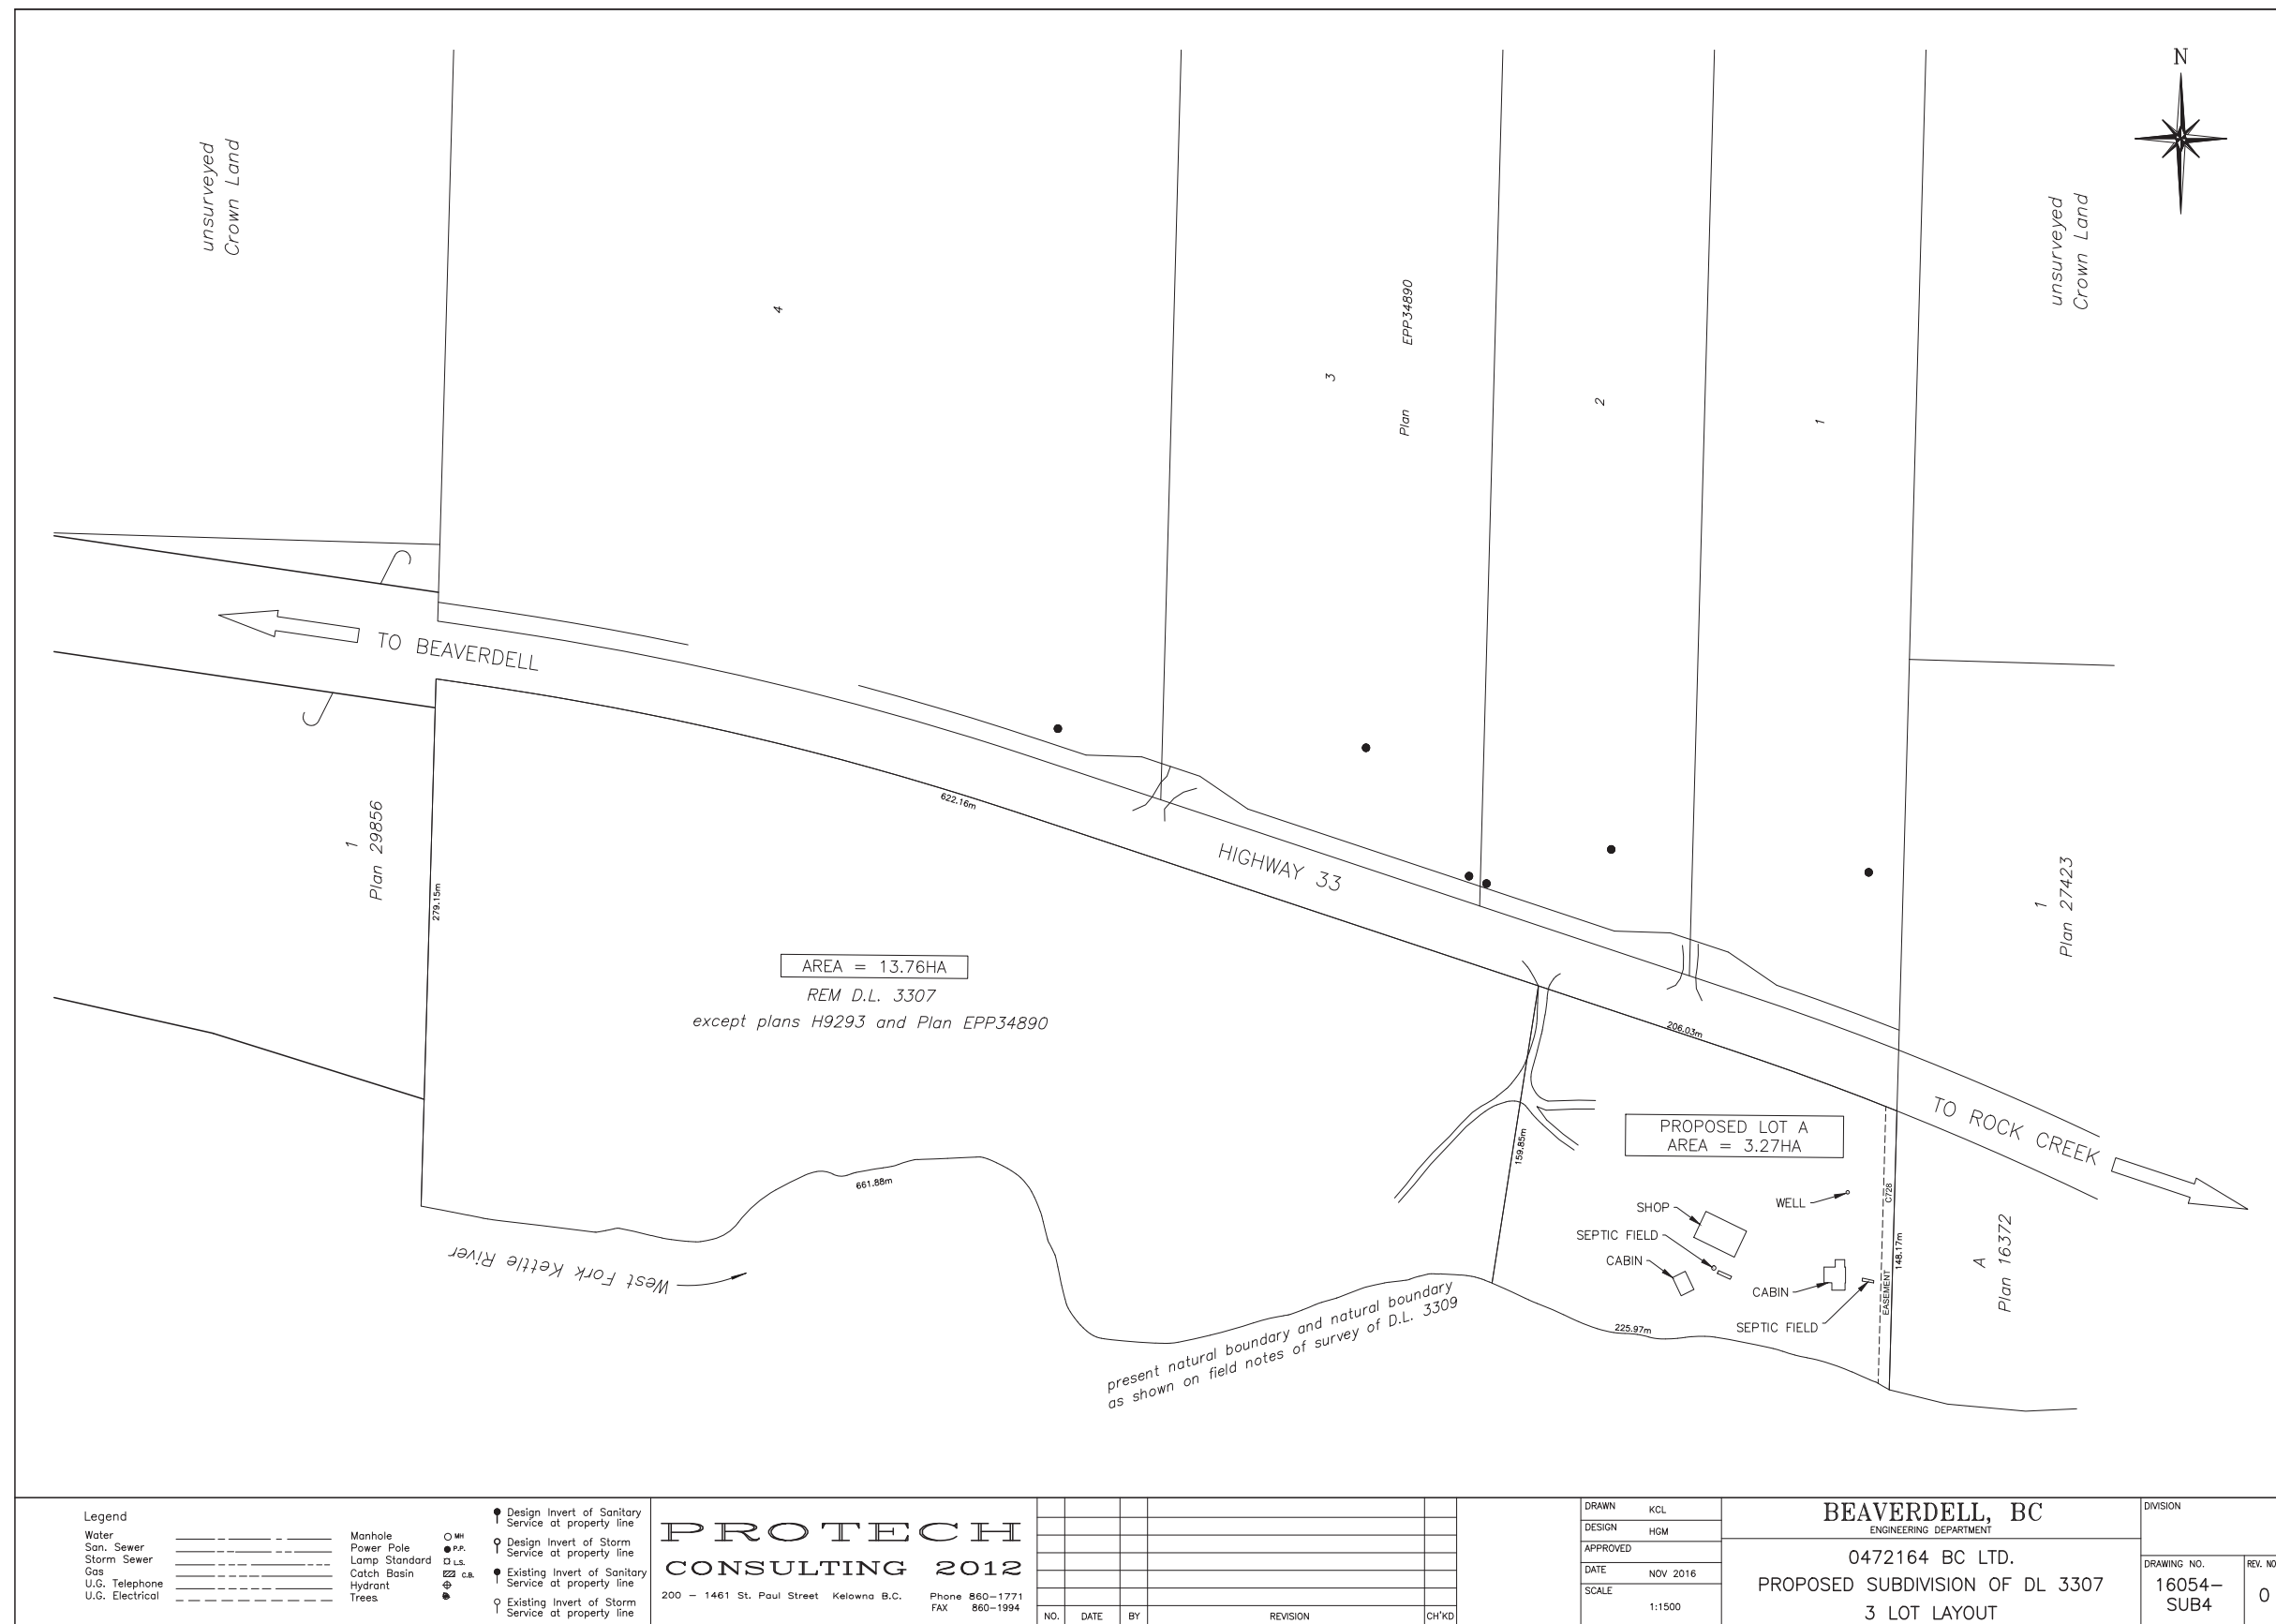 N
unsurveyed
Crown Land
unsurveyed
Crown Land
4
3
Plan EPP34890
2
1
TO BEAVERDELL
622.16m
HIGHWAY 33
1
Plan 29856
279.15m
1
Plan 27423
AREA = 13.76HA
REM D.L. 3307
except plans H9293 and Plan EPP34890
206.03m
TO ROCK CREEK
159.85m
PROPOSED LOT A
AREA = 3.27HA
661.88m
West Fork Kettle River
SHOP
WELL
SEPTIC FIELD
CABIN
CABIN
SEPTIC FIELD
EASEMENT C728
148.17m
A
Plan 16372
225.97m
present natural boundary and natural boundary
as shown on field notes of survey of D.L. 3309
Legend
Water
San. Sewer
Storm Sewer
Gas
U.G. Telephone
U.G. Electrical
Manhole MH
Power Pole P.P.
Lamp Standard L.S.
Catch Basin C.B.
Hydrant
Trees
Design Invert of Sanitary
Service at property line
Design Invert of Storm
Service at property line
Existing Invert of Sanitary
Service at property line
Existing Invert of Storm
Service at property line
PROTECH
CONSULTING 2012
200 - 1461 St. Paul Street Kelowna B.C. Phone 860-1771
FAX 860-1994
NO. DATE BY REVISION CH'KD
DRAWN KCL
DESIGN HGM
APPROVED
DATE NOV 2016
SCALE
1:1500
BEAVERDELL, BC
ENGINEERING DEPARTMENT
0472164 BC LTD.
PROPOSED SUBDIVISION OF DL 3307
3 LOT LAYOUT
DIVISION
DRAWING NO.
16054-
SUB4
REV. NO
0